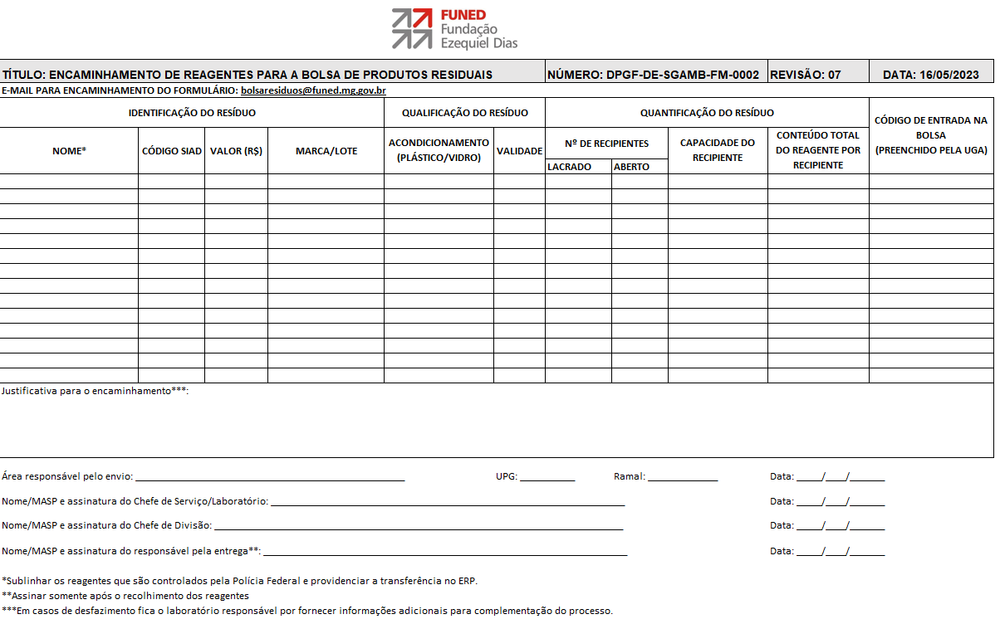 FUNED
Fundação
Ezequiel Dias
TÍTULO: ENCAMINHAMENTO DE REAGENTES PARA A BOLSA DE PRODUTOS RESIDUAIS NÚMERO: DPGF-DE-SGAMB-FM-0002 REVISÃO: 07 DATA: 16/05/2023
E-MAIL PARA ENCAMINHAMENTO DO FORMULÁRIO: bolsaresiduos@funed.mg.gov.br
IDENTIFICAÇÃO DO RESÍDUO
QUALIFICAÇÃO DO RESÍDUO
QUANTIFICAÇÃO DO RESÍDUO
CÓDIGO DE ENTRADA NA
BOLSA
(PREENCHIDO PELA UGA)
NOME*
CÓDIGO SIAD
VALOR (R$)
MARCA/LOTE
ACONDICIONAMENTO
(PLÁSTICO/VIDRO)
VALIDADE
Nº DE RECIPIENTES
LACRADO
ABERTO
CAPACIDADE DO
RECIPIENTE
CONTEÚDO TOTAL
DO REAGENTE POR
RECIPIENTE
Justificativa para o encaminhamento***:
Área responsável pelo envio: ____________ UPG: __________ Ramal: ____________ Data: ____/____/______
Nome/MASP e assinatura do Chefe de Serviço/Laboratório: ____________ Data: ____/____/______
Nome/MASP e assinatura do Chefe de Divisão: ____________ Data: ____/____/______
Nome/MASP e assinatura do responsável pela entrega**: ____________ Data: ____/____/______
*Sublinhar os reagentes que são controlados pela Polícia Federal e providenciar a transferência no ERP.
**Assinar somente após o recolhimento dos reagentes
***Em casos de desfazimento fica o laboratório responsável por fornecer informações adicionais para complementação do processo.